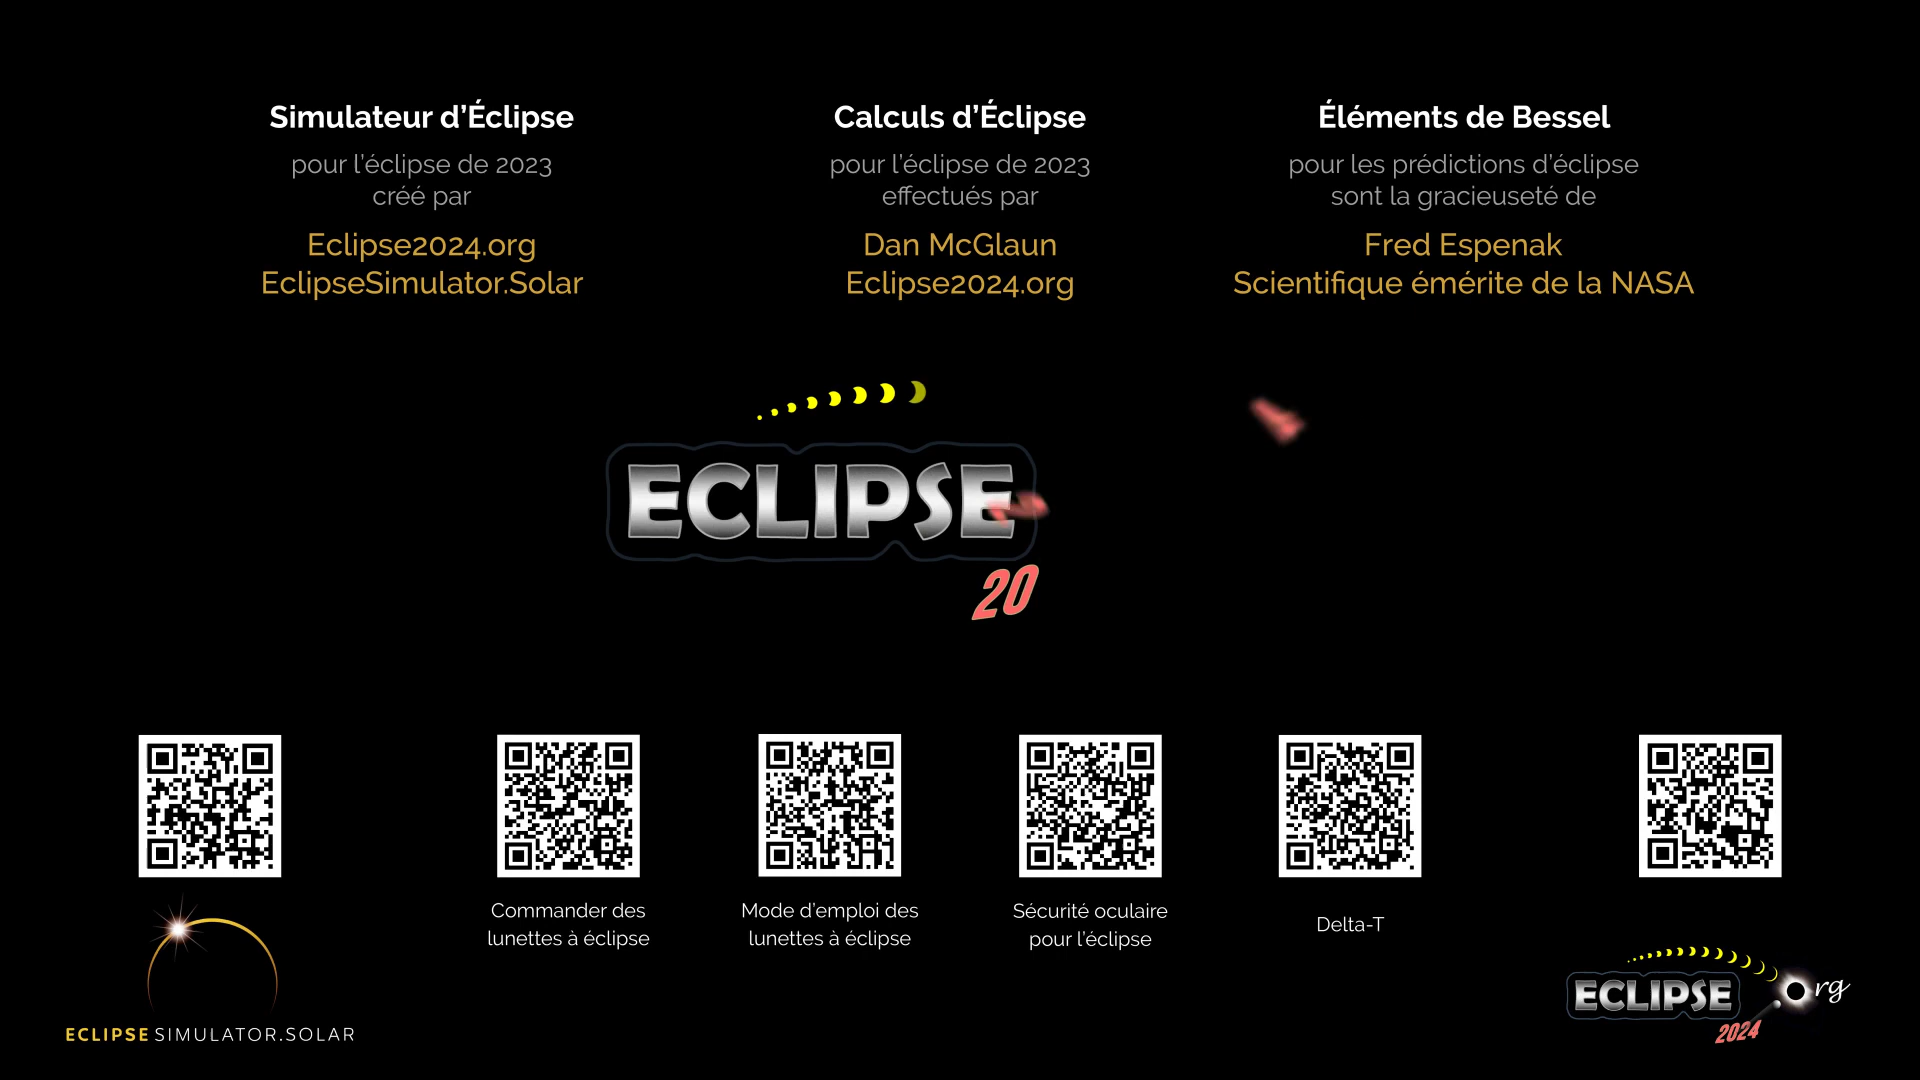 Simulateur d'Éclipse
pour l'éclipse de 2023
créé par
Eclipse2024.org
EclipseSimulator.Solar
Calculs d'Éclipse
pour l'éclipse de 2023
effectués par
Dan McGlaun
Eclipse2024.org
Éléments de Bessel
pour les prédictions d'éclipse
sont la gracieuseté de
Fred Espenak
Scientifique émérite de la NASA
ECLIPSE
20
Commander des
lunettes à éclipse
Mode d'emploi des
lunettes à éclipse
Sécurité oculaire
pour l'éclipse
Delta-T
ECLIPSESIMULATOR.SOLAR
ECLIPSE rg
2024